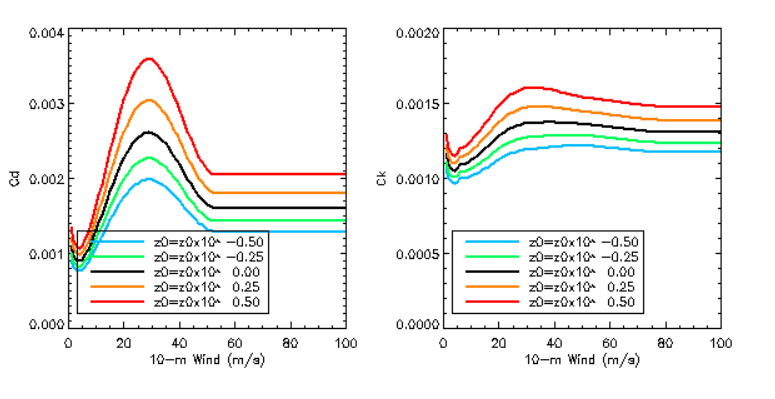 0.004
0.003
0.002
0.001
0.000
Cd
z0=z0x10^ -0.50
z0=z0x10^ -0.25
z0=z0x10^ 0.00
z0=z0x10^ 0.25
z0=z0x10^ 0.50
0 20 40 60 80 100
10-m Wind (m/s)
0.0020
0.0015
0.0010
0.0005
0.0000
Ck
z0=z0x10^ -0.50
z0=z0x10^ -0.25
z0=z0x10^ 0.00
z0=z0x10^ 0.25
z0=z0x10^ 0.50
0 20 40 60 80 100
10-m Wind (m/s)